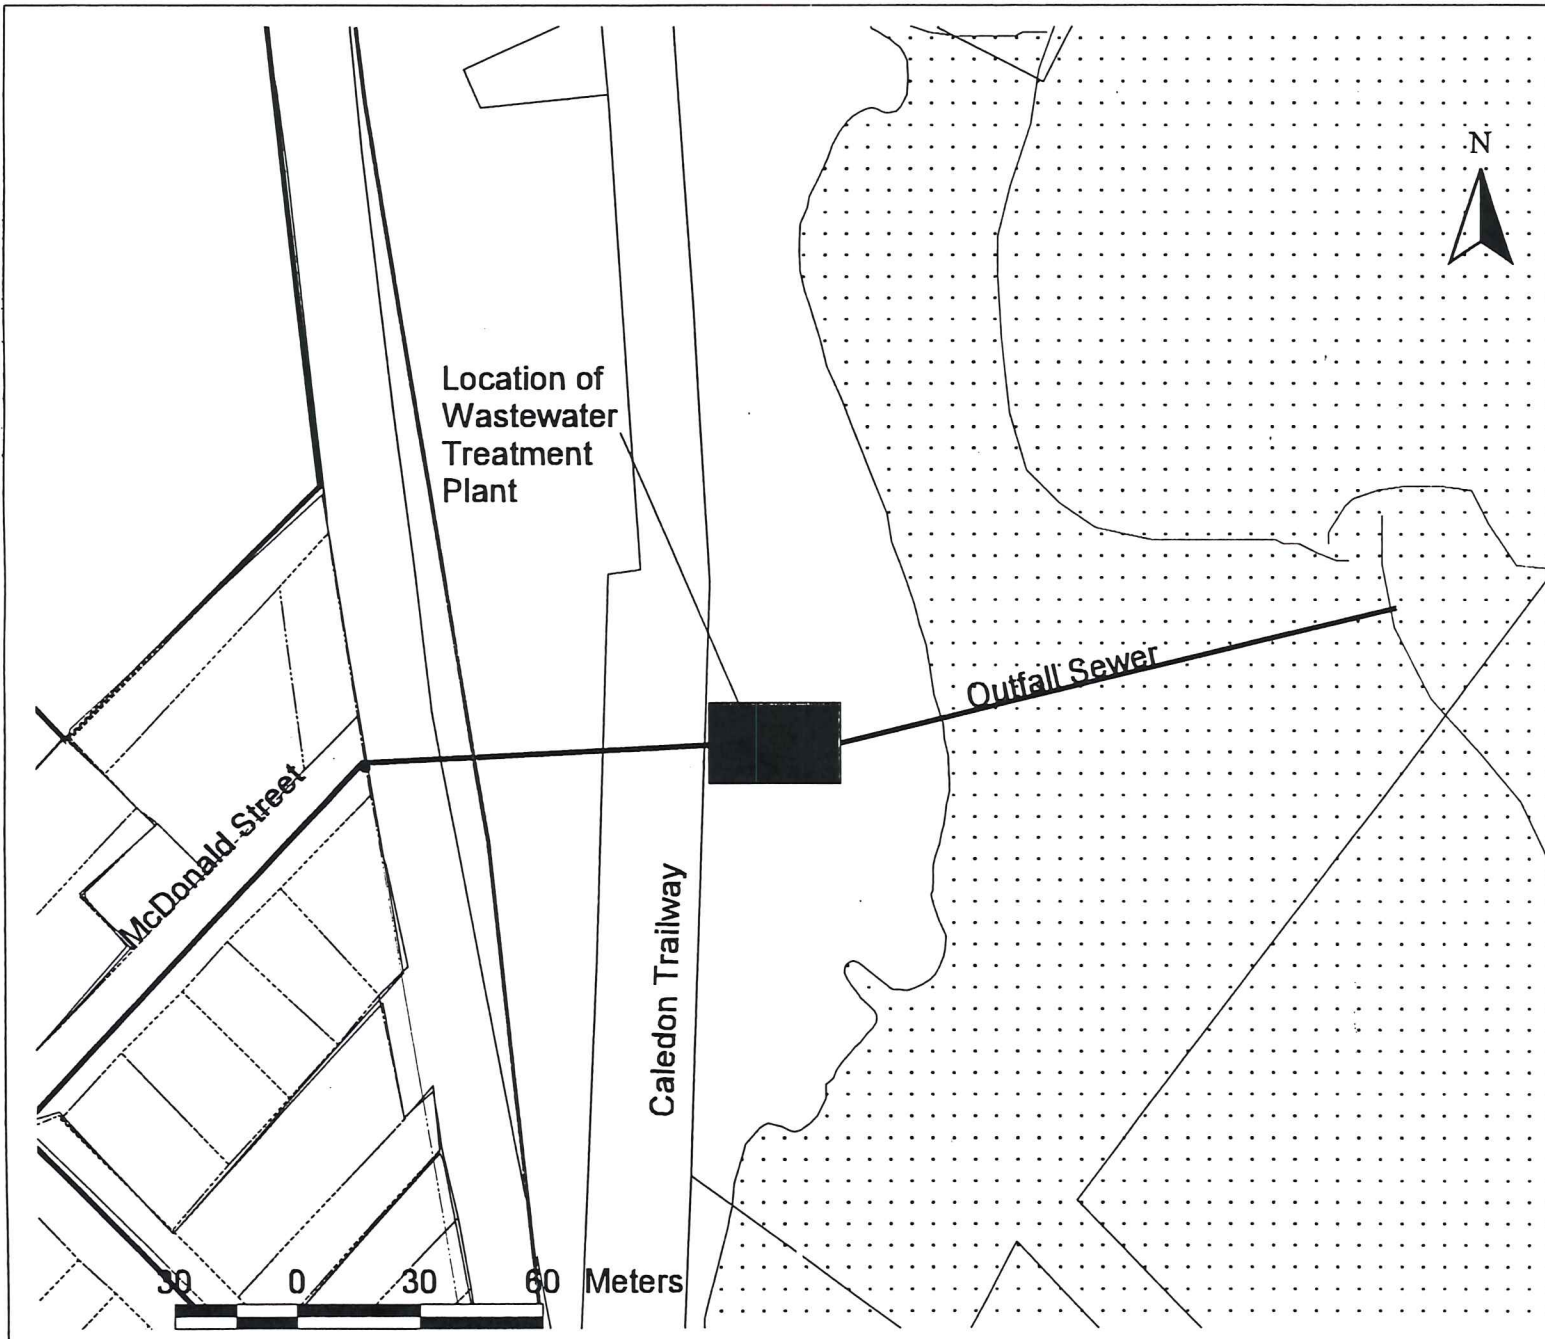 N
Location of
Wastewater
Treatment
Plant
Outfall Sewer
McDonald Street
Caledon Trailway
30 0 30 60 Meters